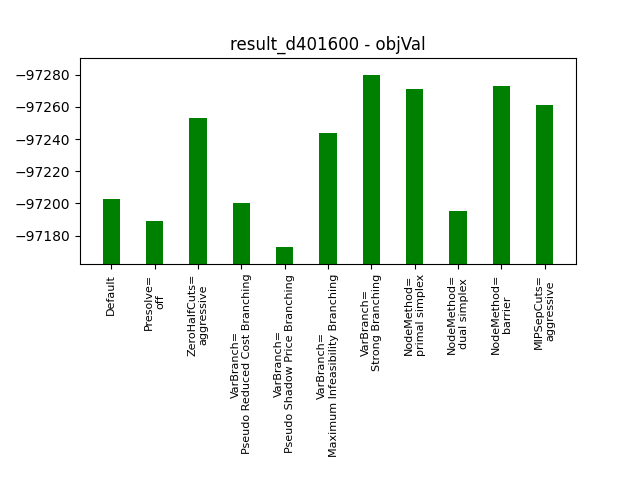 result_d401600 - objVal
−97280
−97260
−97240
−97220
−97200
−97180
Default
Presolve=
off
ZeroHalfCuts=
aggressive
VarBranch=
Pseudo Reduced Cost Branching
VarBranch=
Pseudo Shadow Price Branching
VarBranch=
Maximum Infeasibility Branching
VarBranch=
Strong Branching
NodeMethod=
primal simplex
NodeMethod=
dual simplex
NodeMethod=
barrier
MIPSepCuts=
aggressive